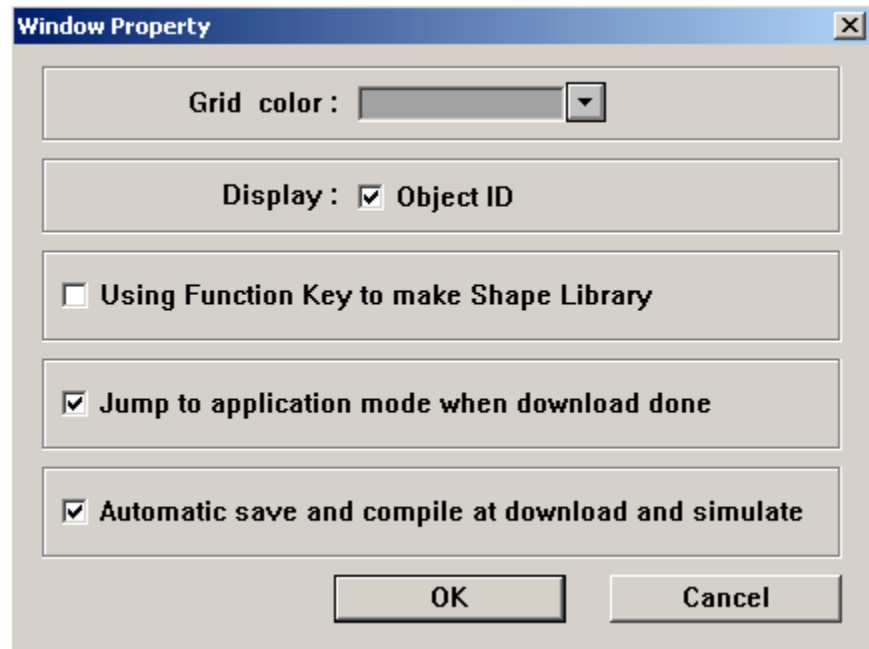 Window Property
Grid color :
Display : Object ID
Using Function Key to make Shape Library
Jump to application mode when download done
Automatic save and compile at download and simulate
OK Cancel